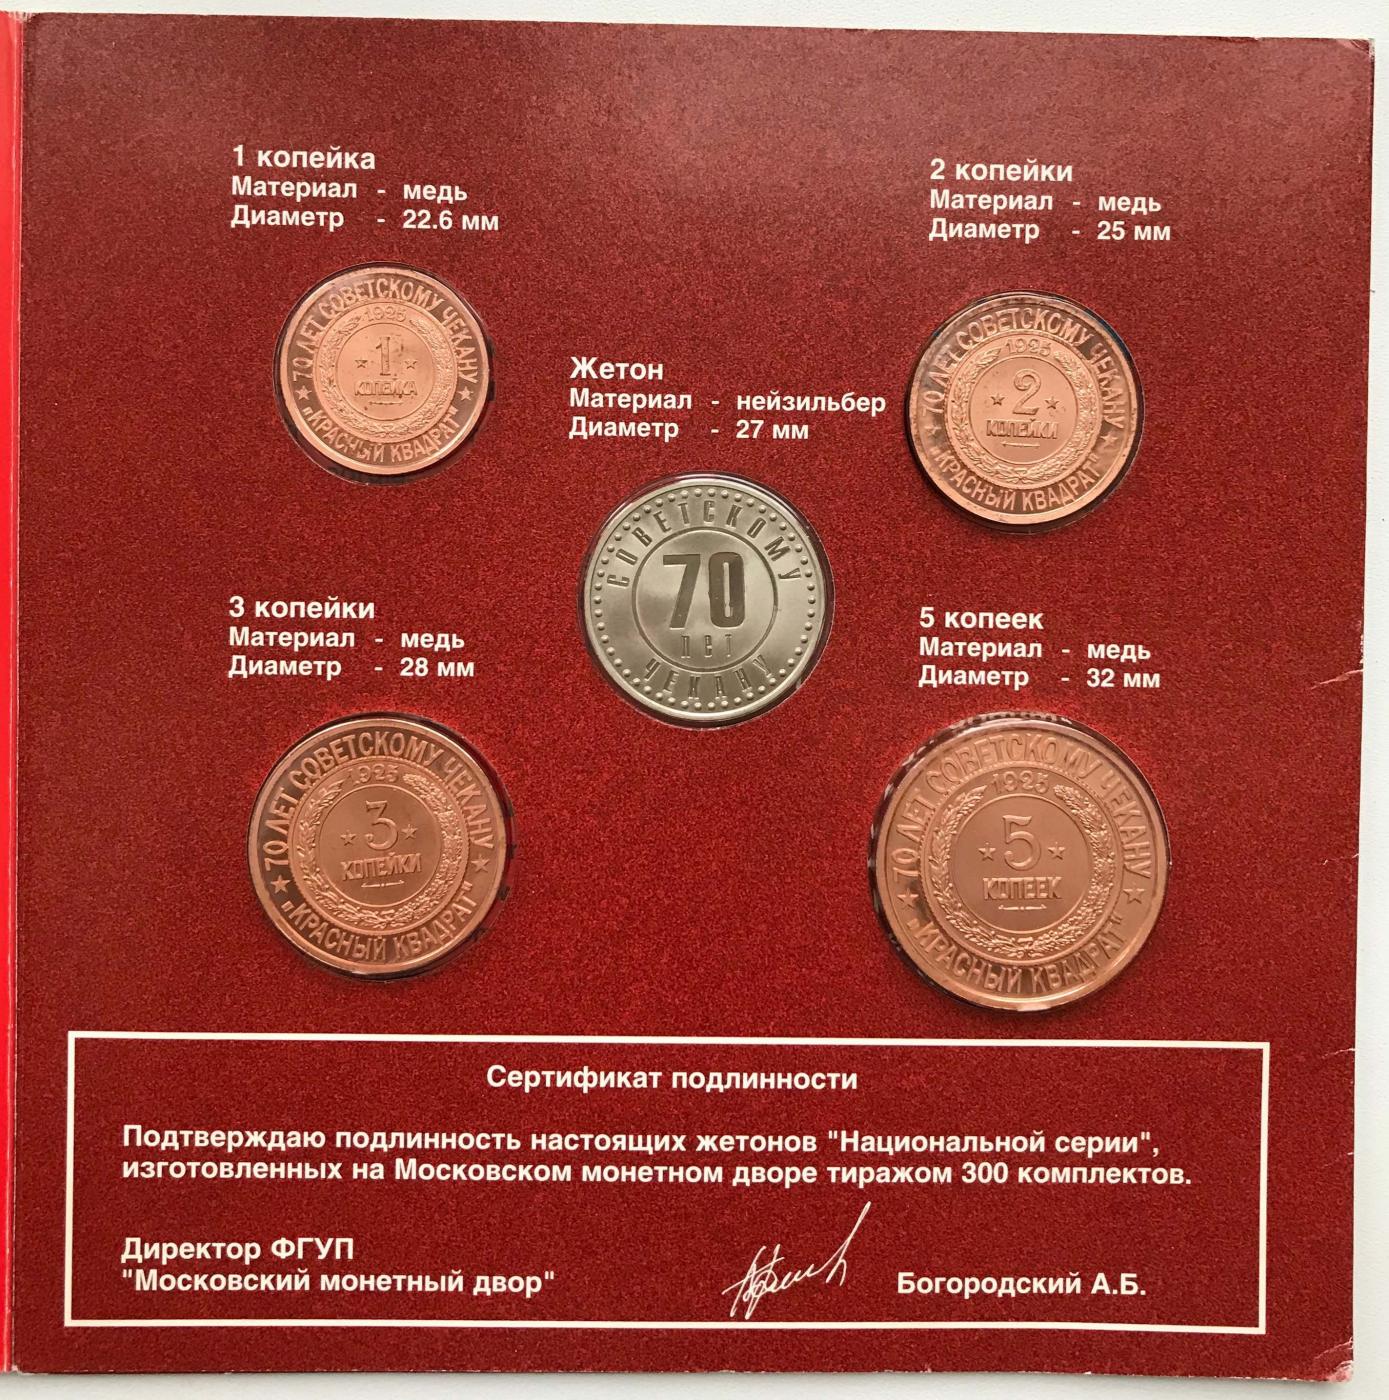 1 копейка
Материал - медь
Диаметр - 22.6 мм
2 копейки
Материал - медь
Диаметр - 25 мм
70 ЛЕТ СОВЕТСКОМУ ЧЕКАНУ
1925
1
КОПЕЙКА
"КРАСНЫЙ КВАДРАТ"
70 ЛЕТ СОВЕТСКОМУ ЧЕКАНУ
1925
2
КОПЕЙКИ
"КРАСНЫЙ КВАДРАТ"
Жетон
Материал - нейзильбер
Диаметр - 27 мм
СОВЕТСКОМУ
70
ЛЕТ
ЧЕКАНУ
3 копейки
Материал - медь
Диаметр - 28 мм
5 копеек
Материал - медь
Диаметр - 32 мм
70 ЛЕТ СОВЕТСКОМУ ЧЕКАНУ
1925
3
КОПЕЙКИ
"КРАСНЫЙ КВАДРАТ"
70 ЛЕТ СОВЕТСКОМУ ЧЕКАНУ
1925
5
КОПЕЕК
"КРАСНЫЙ КВАДРАТ"
Сертификат подлинности
Подтверждаю подлинность настоящих жетонов "Национальной серии",
изготовленных на Московском монетном дворе тиражом 300 комплектов.
Директор ФГУП
"Московский монетный двор"
Богородский А.Б.